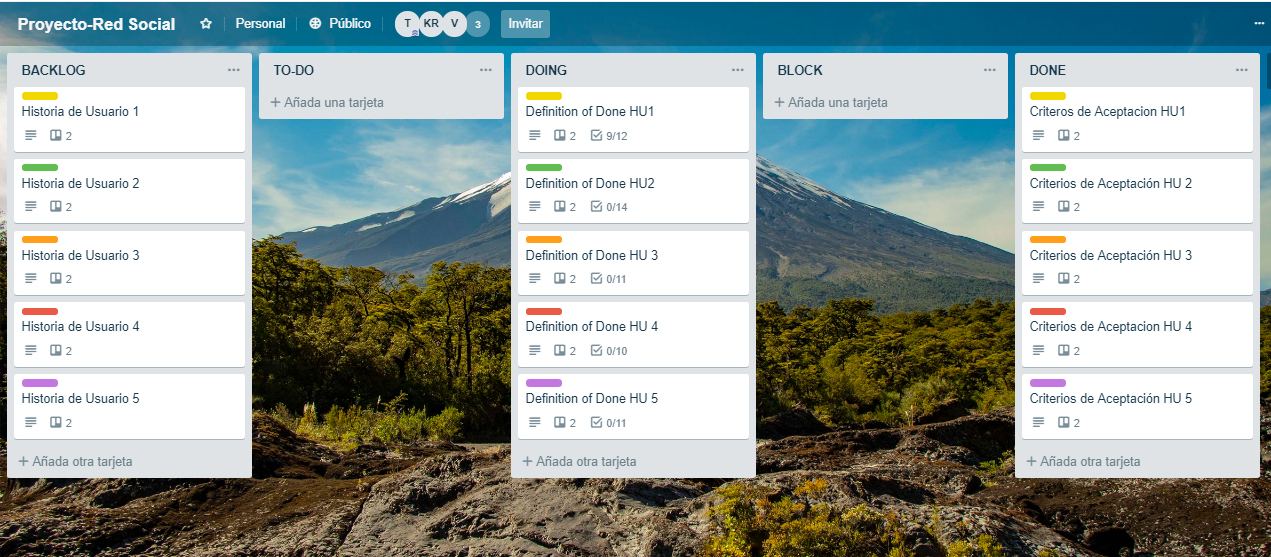 Proyecto-Red Social Personal Público T KR V 3 Invitar
BACKLOG
Historia de Usuario 1
2
Historia de Usuario 2
2
Historia de Usuario 3
2
Historia de Usuario 4
2
Historia de Usuario 5
2
+ Añada otra tarjeta
TO-DO
+ Añada una tarjeta
DOING
Definition of Done HU1
2 9/12
Definition of Done HU2
2 0/14
Definition of Done HU 3
2 0/11
Definition of Done HU 4
2 0/10
Definition of Done HU 5
2 0/11
+ Añada otra tarjeta
BLOCK
+ Añada una tarjeta
DONE
Criteros de Aceptacion HU1
2
Criterios de Aceptación HU 2
2
Criterios de Aceptación HU 3
2
Criterios de Aceptacion HU 4
2
Criterios de Aceptación HU 5
2
+ Añada otra tarjeta